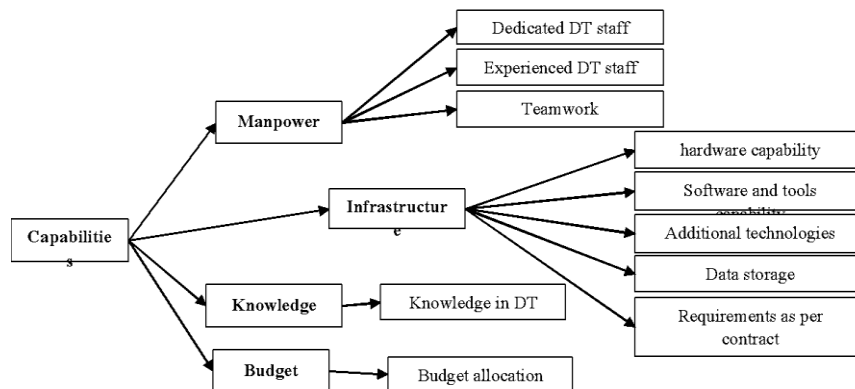 Dedicated DT staff
Experienced DT staff
Teamwork
Manpower
hardware capability
Software and tools
capability
Additional technologies
Data storage
Requirements as per
contract
Infrastructur
e
Capabilitie
s
Knowledge
Knowledge in DT
Budget
Budget allocation